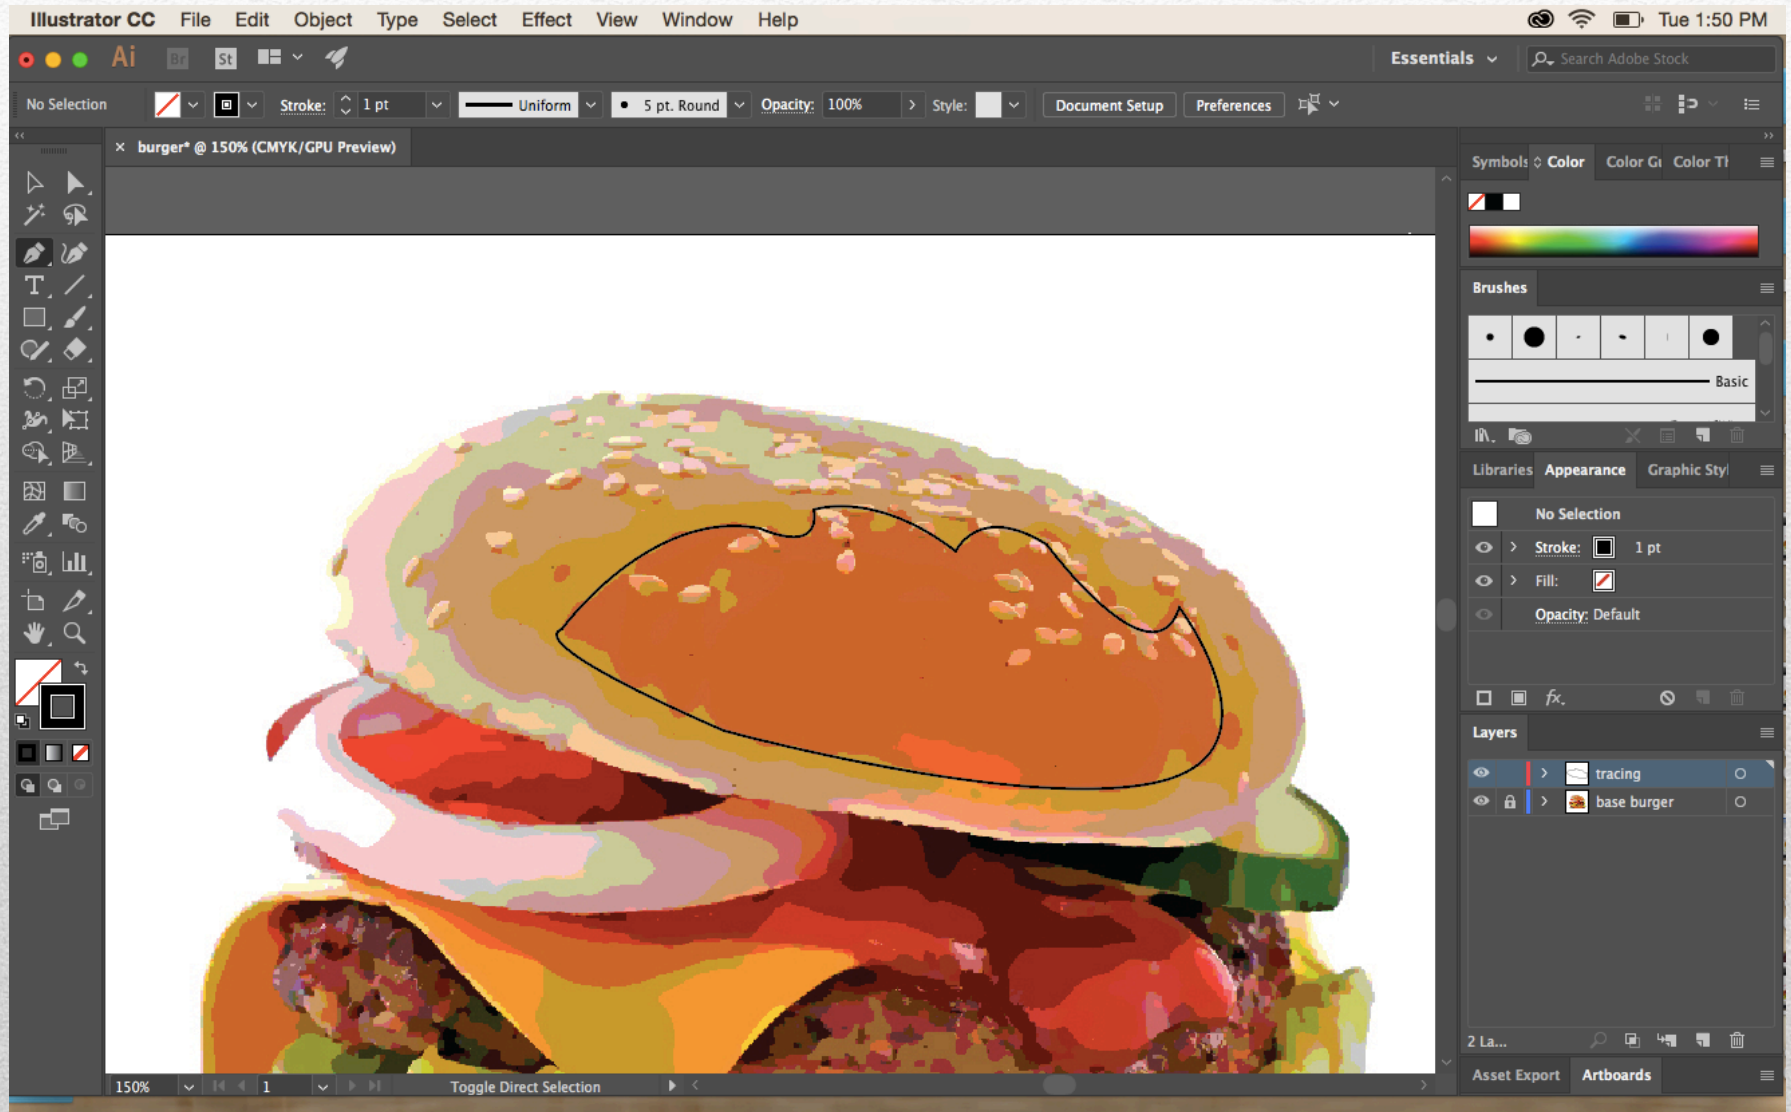 Illustrator CC File Edit Object Type Select Effect View Window Help Tue 1:50 PM
Ai Br St Essentials Search Adobe Stock
No Selection Stroke: 1 pt Uniform 5 pt. Round Opacity: 100% Style: Document Setup Preferences
× burger* @ 150% (CMYK/GPU Preview)
Symbols Color Color Gu Color Th
Brushes
Basic
Libraries Appearance Graphic Styl
No Selection
Stroke: 1 pt
Fill:
Opacity: Default
fx.
Layers
tracing
base burger
2 La...
150% 1 Toggle Direct Selection
Asset Export Artboards